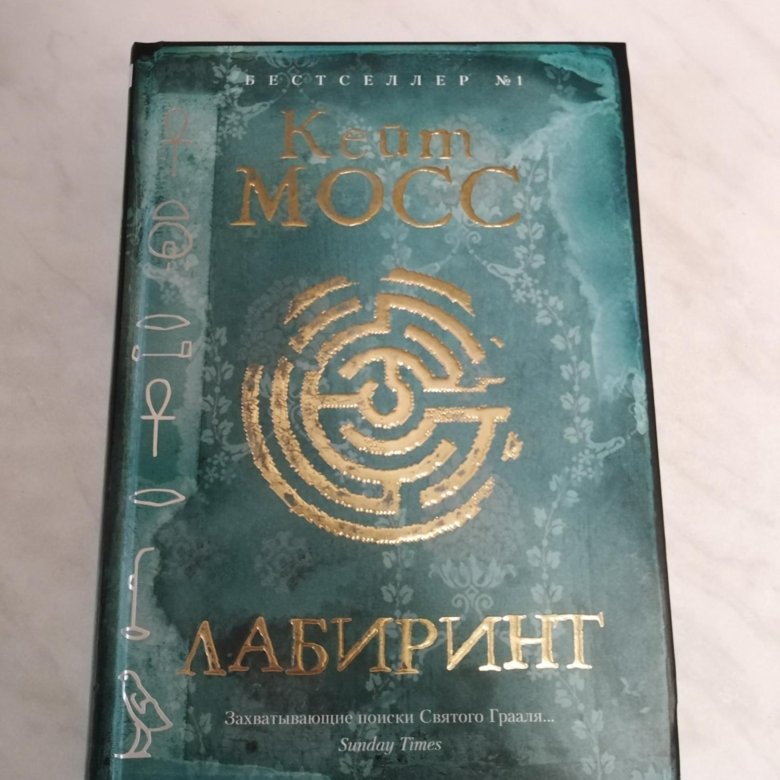 БЕСТСЕЛЛЕР №1
Кейт
МОСС
ЛАБИРИНТ
Захватывающие поиски Святого Грааля...
Sunday Times